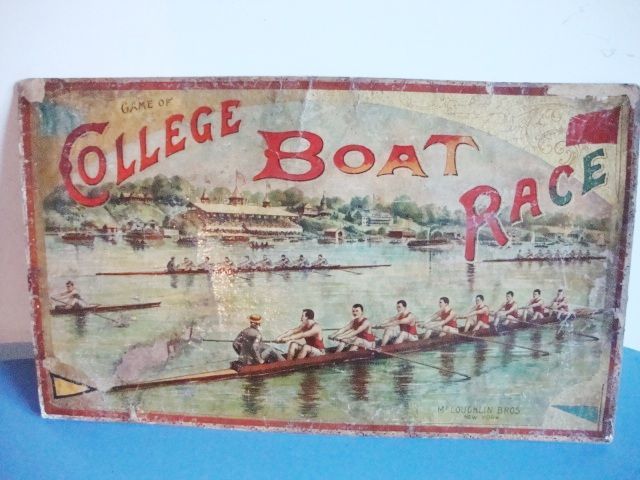 GAME OF
COLLEGE BOAT RACE
McLOUGHLIN BROS
NEW YORK